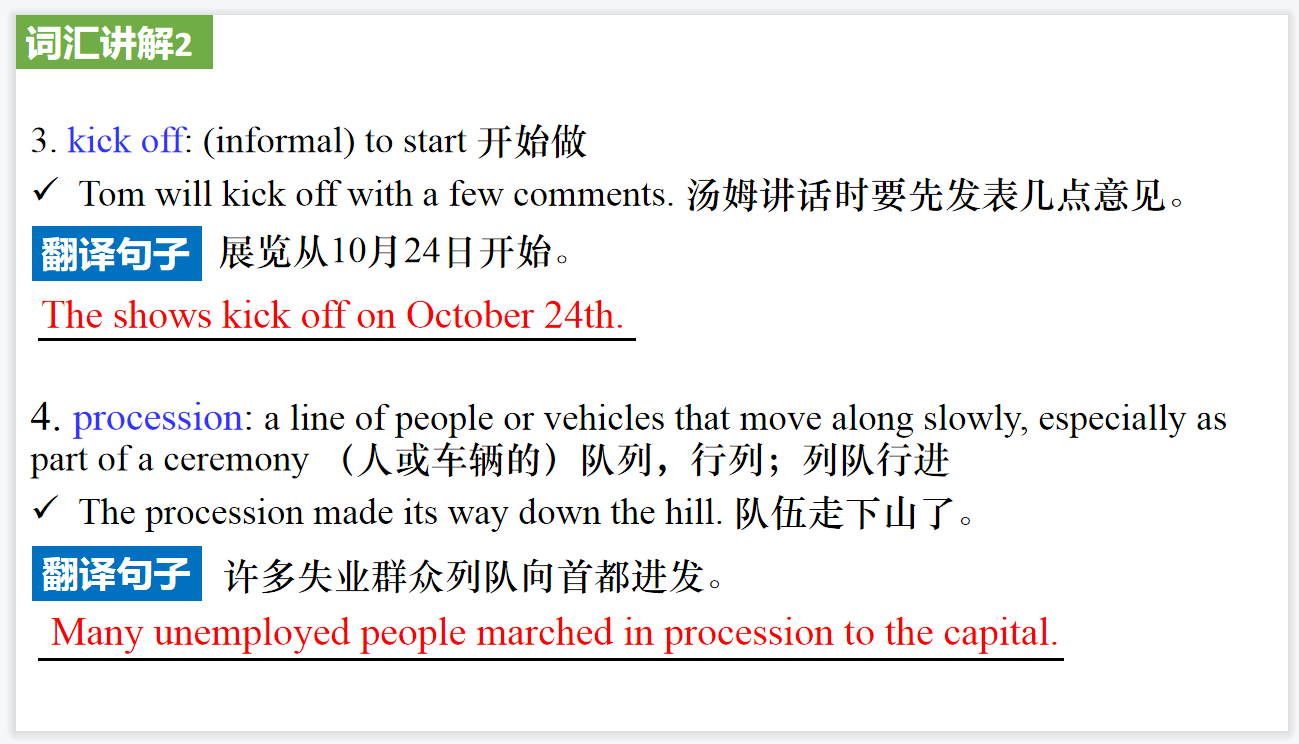 词汇讲解2
3. kick off: (informal) to start 开始做
✓ Tom will kick off with a few comments. 汤姆讲话时要先发表几点意见。
翻译句子 展览从10月24日开始。
The shows kick off on October 24th.
4. procession: a line of people or vehicles that move along slowly, especially as
part of a ceremony （人或车辆的）队列，行列；列队行进
✓ The procession made its way down the hill. 队伍走下山了。
翻译句子 许多失业群众列队向首都进发。
Many unemployed people marched in procession to the capital.